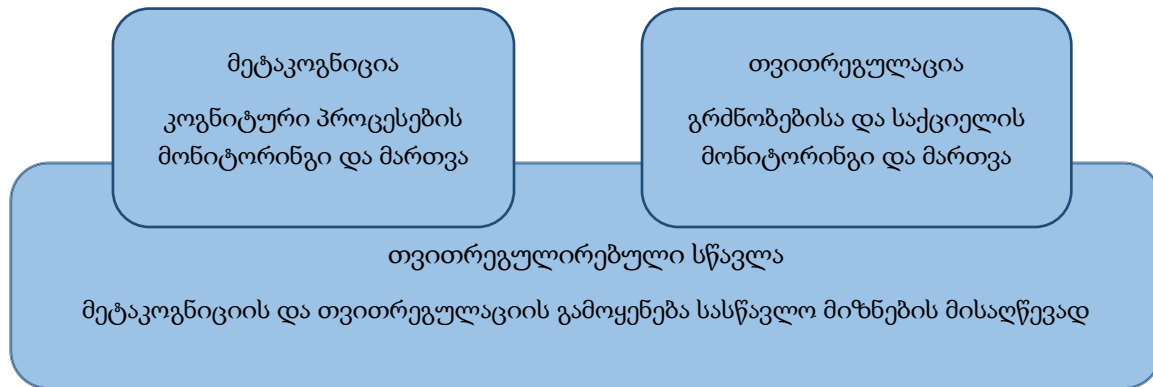 მეტაკოგნიცია
კოგნიტური პროცესების
მონიტორინგი და მართვა
თვითრეგულაცია
გრძნობებისა და საქციელის
მონიტორინგი და მართვა
თვითრეგულირებული სწავლა
მეტაკოგნიციის და თვითრეგულაციის გამოყენება სასწავლო მიზნების მისაღწევად